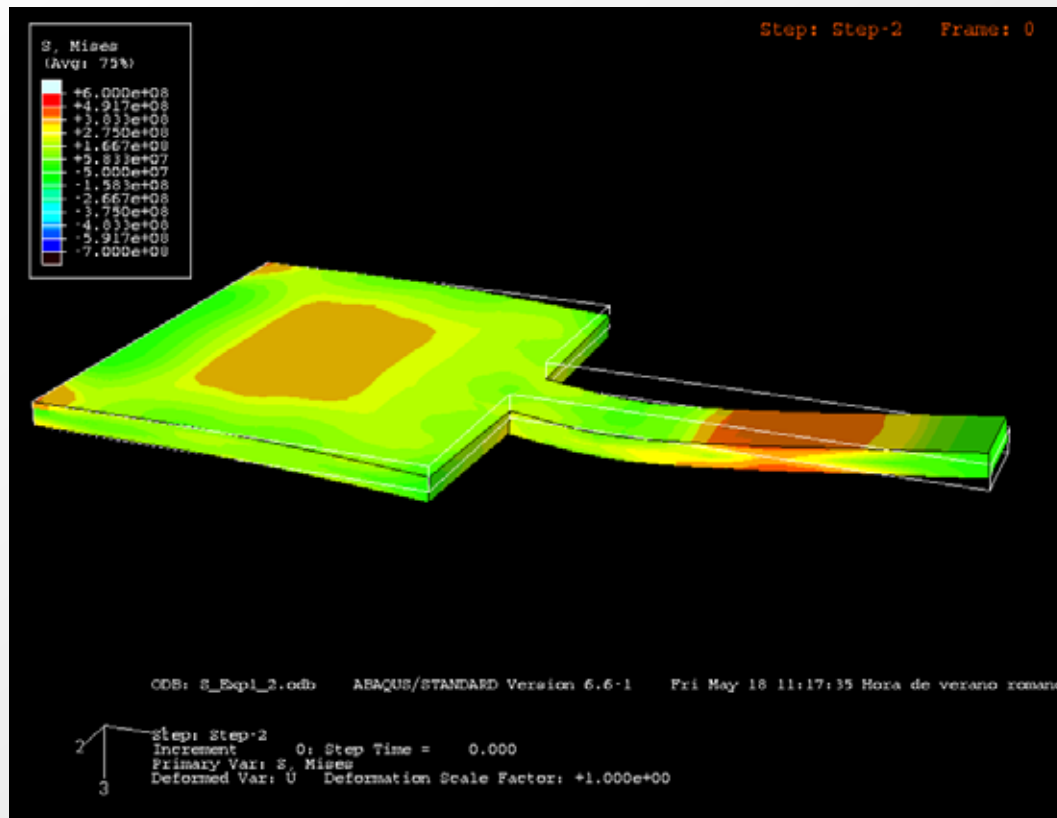 Step: Step-2 Frame: 0
S, Mises
(Avg: 75%)
+6.000e+08
+4.917e+08
+3.833e+08
+2.750e+08
+1.667e+08
+5.833e+07
-5.000e+07
-1.583e+08
-2.667e+08
-3.750e+08
-4.833e+08
-5.917e+08
-7.000e+08
ODB: S_Expl_2.odb ABAQUS/STANDARD Version 6.6-1 Fri May 18 11:17:35 Hora de verano romanc
2
3
Step: Step-2
Increment 0: Step Time = 0.000
Primary Var: S, Mises
Deformed Var: U Deformation Scale Factor: +1.000e+00